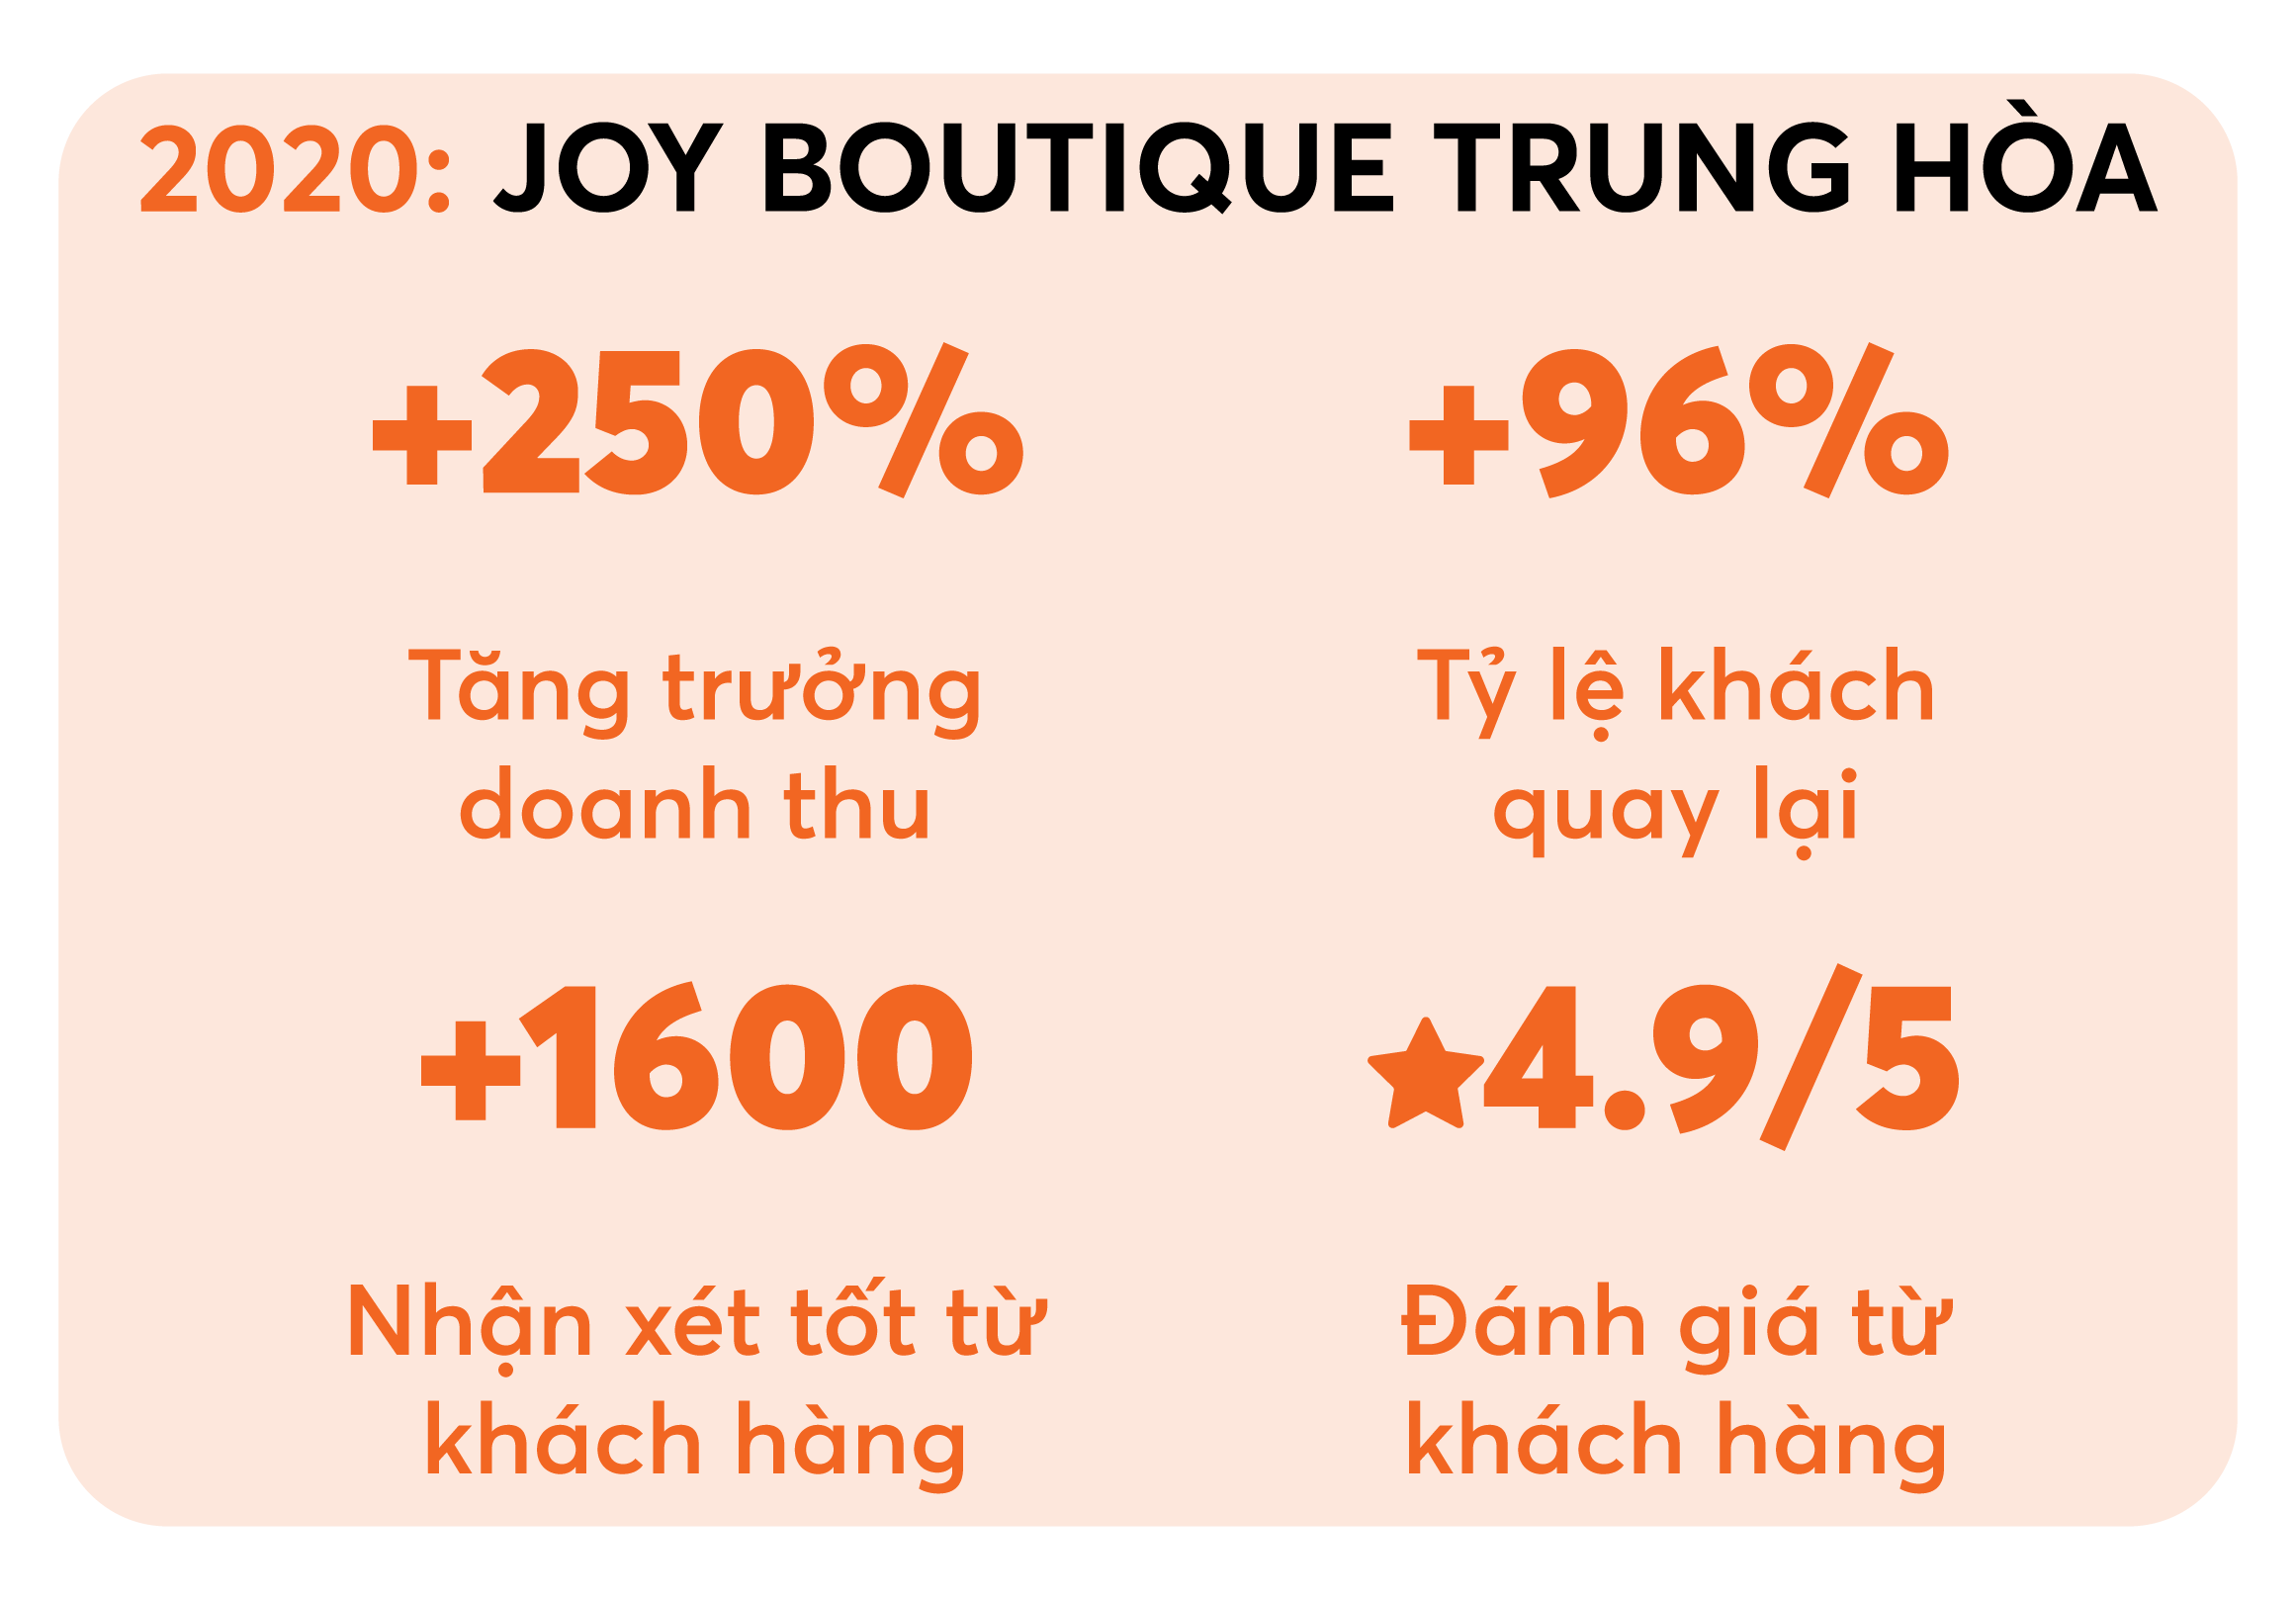 2020: JOY BOUTIQUE TRUNG HÒA
+250%
Tăng trưởng
doanh thu
+96%
Tỷ lệ khách
quay lại
+1600
Nhận xét tốt từ
khách hàng
★4.9/5
Đánh giá từ
khách hàng